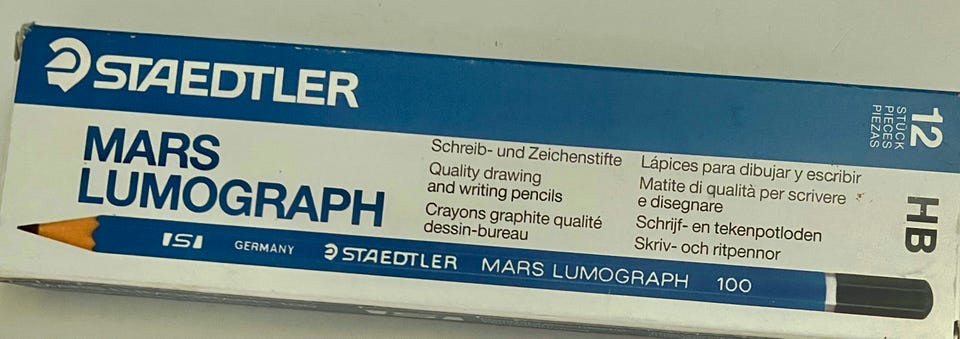 STAEDTLER
12
STÜCK
PIECES
PIEZAS
MARS
LUMOGRAPH
Schreib- und Zeichenstifte
Quality drawing
and writing pencils
Crayons graphite qualité
dessin-bureau
Lápices para dibujar y escribir
Matite di qualità per scrivere
e disegnare
Schrijf- en tekenpotloden
Skriv- och ritpennor
HB
GERMANY STAEDTLER MARS LUMOGRAPH 100